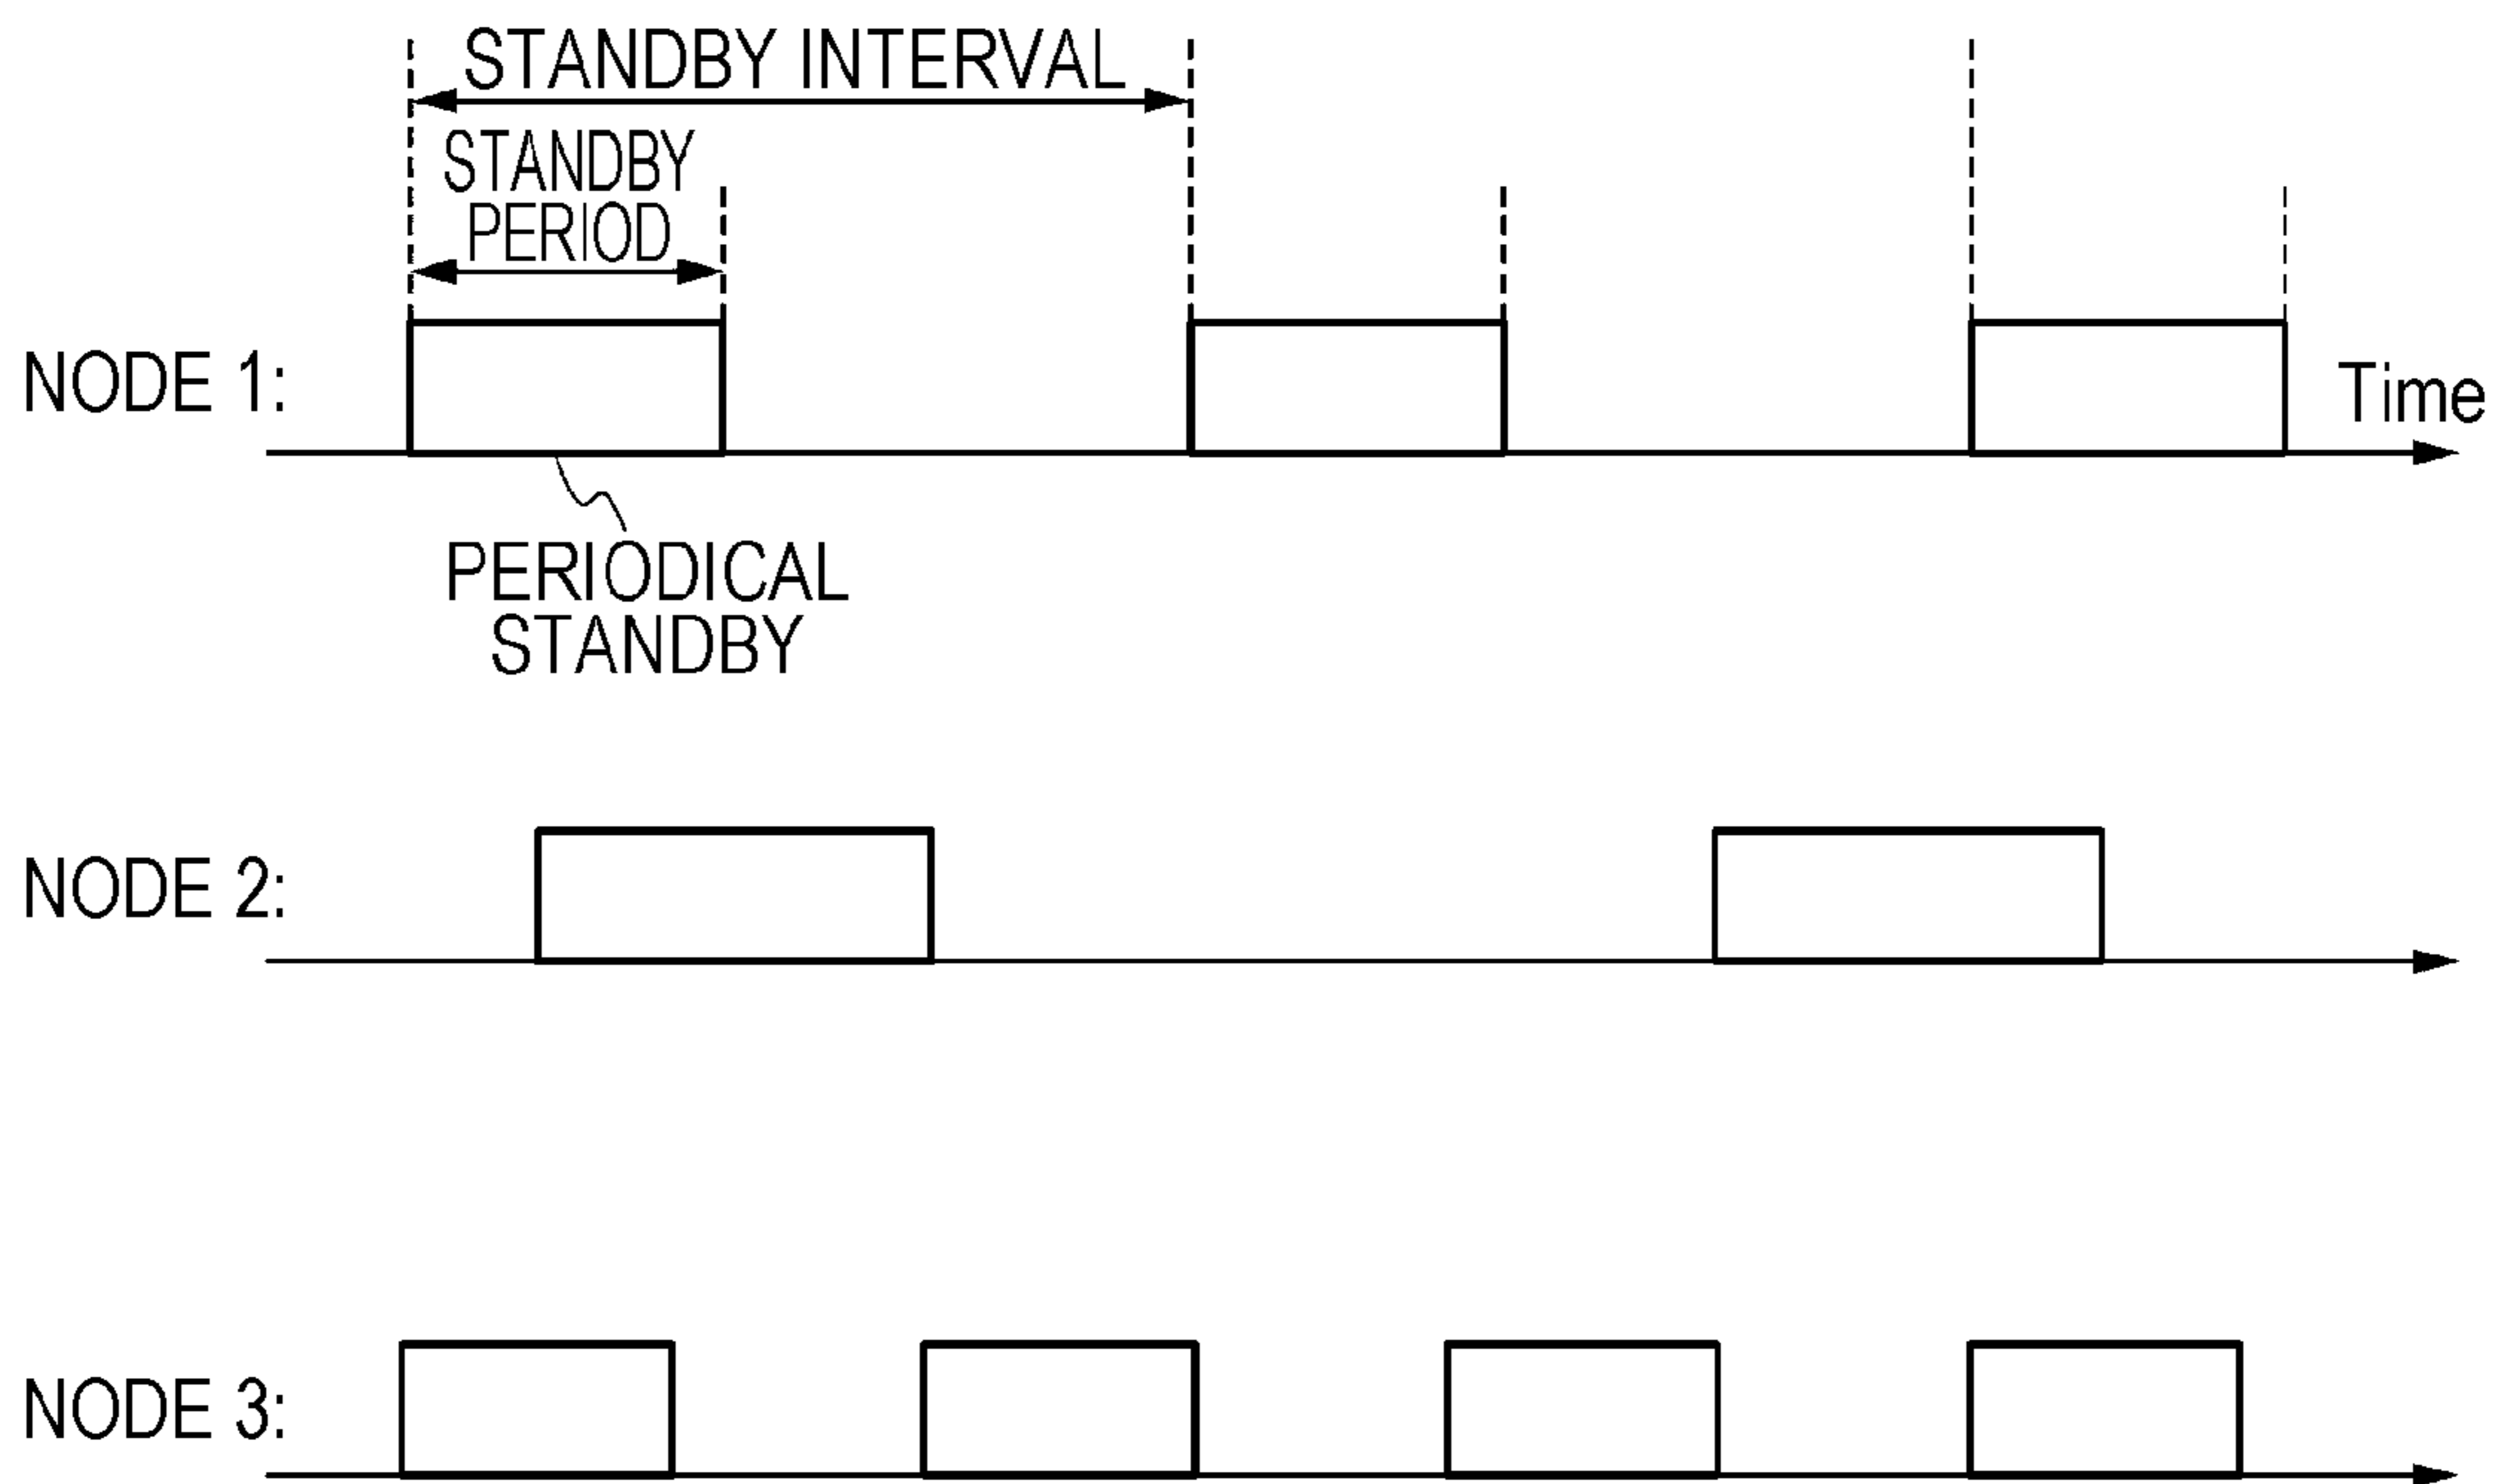 STANDBY INTERVAL
STANDBY
PERIOD
NODE 1:
Time
PERIODICAL
STANDBY
NODE 2:
NODE 3: